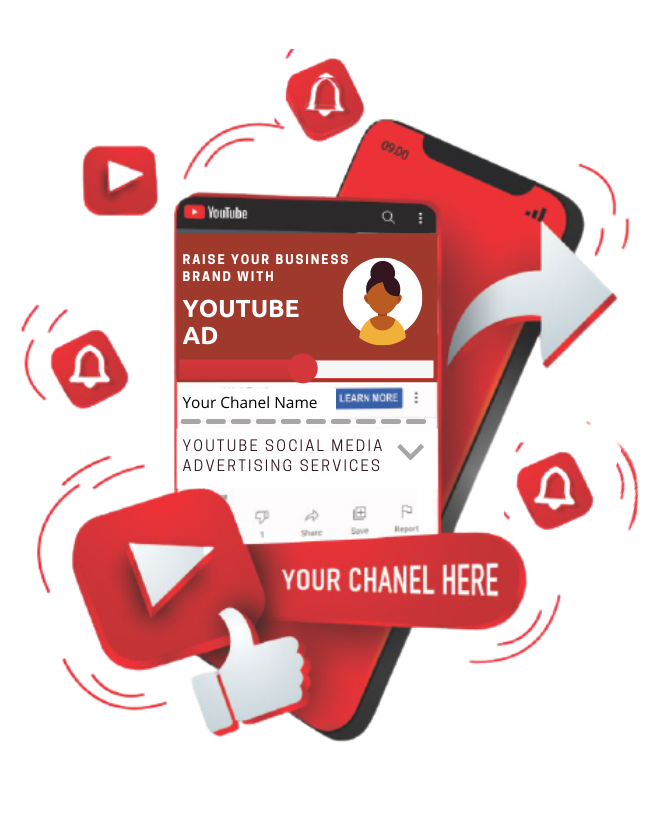 09.00
YouTube
RAISE YOUR BUSINESS
BRAND WITH
YOUTUBE
AD
Your Chanel Name
LEARN MORE
YOUTUBE SOCIAL MEDIA
ADVERTISING SERVICES
1
Share
Save
Report
YOUR CHANEL HERE